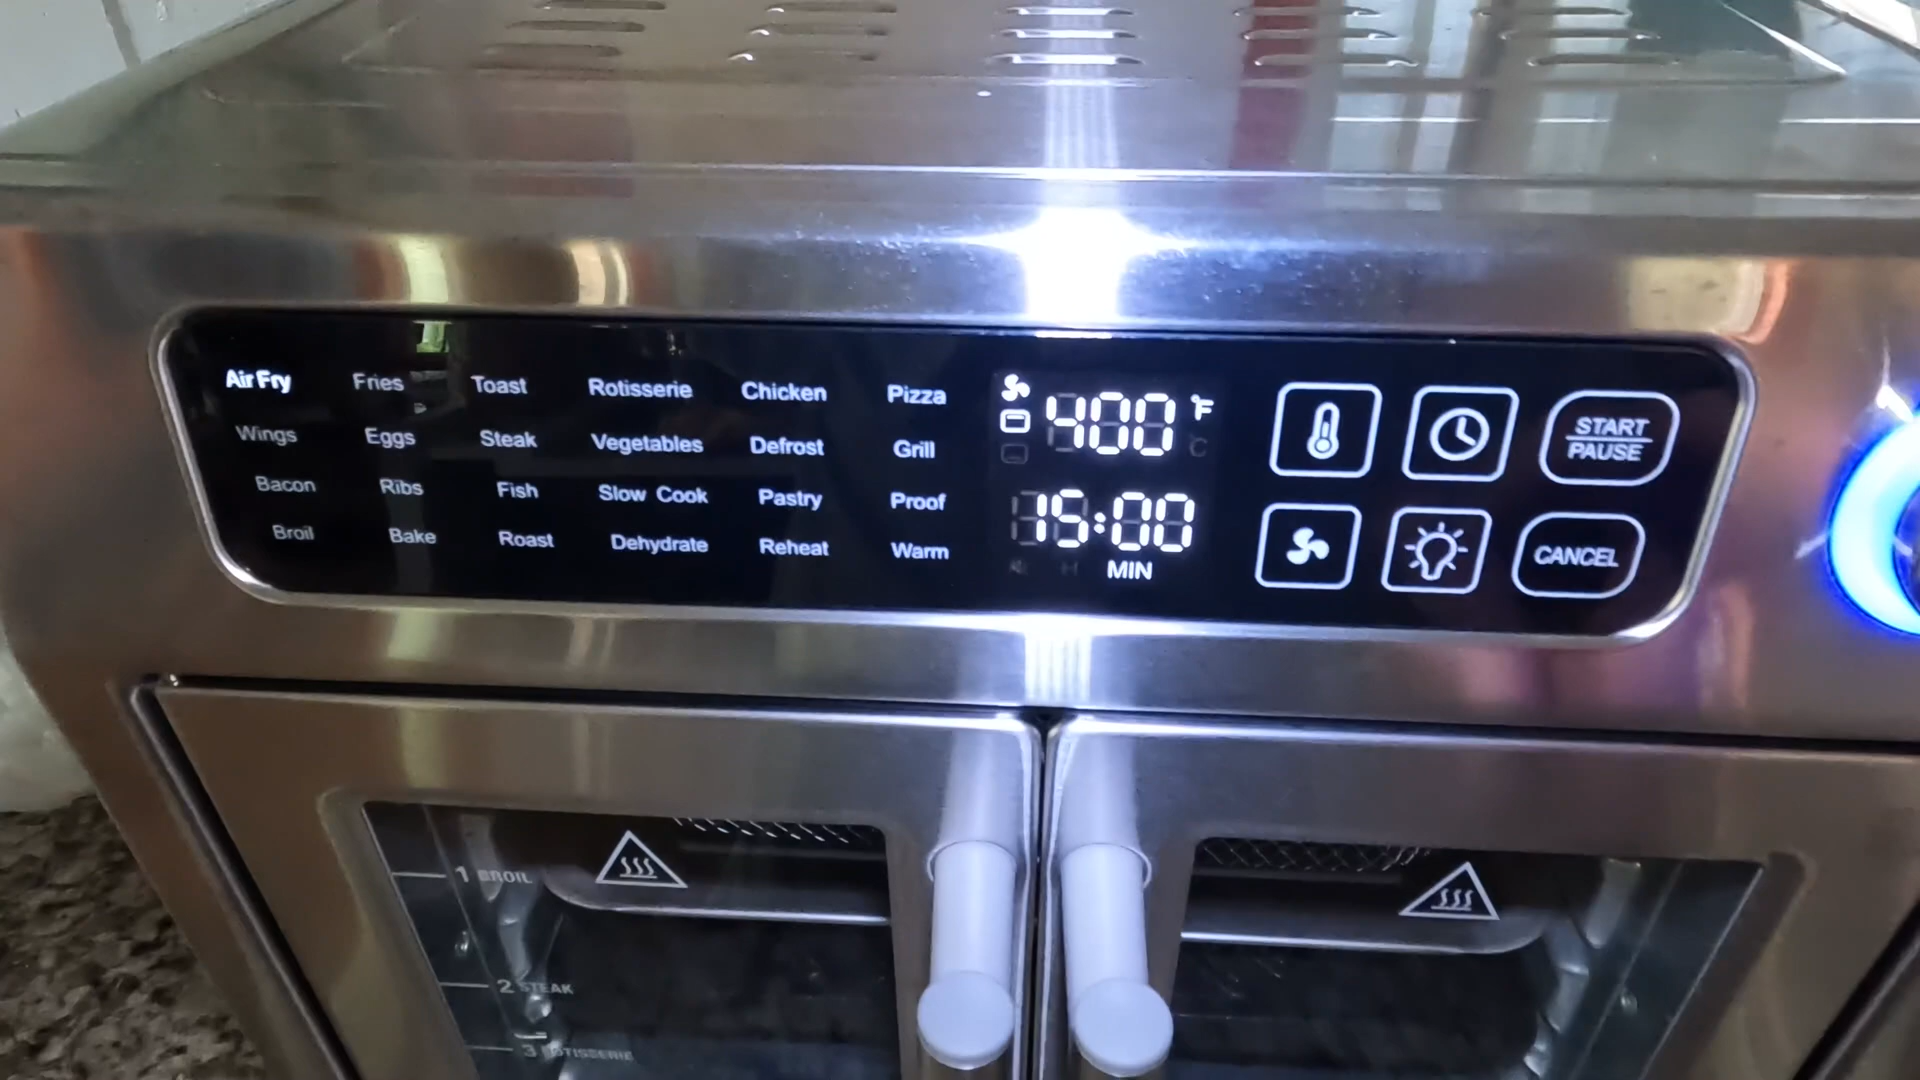 Air Fry Fries Toast Rotisserie Chicken Pizza
Wings Eggs Steak Vegetables Defrost Grill
Bacon Ribs Fish Slow Cook Pastry Proof
Broil Bake Roast Dehydrate Reheat Warm
400 °F
C
15:00
H MIN
START
PAUSE
CANCEL
1 BROIL
2 STEAK
3 ROTISSERIE